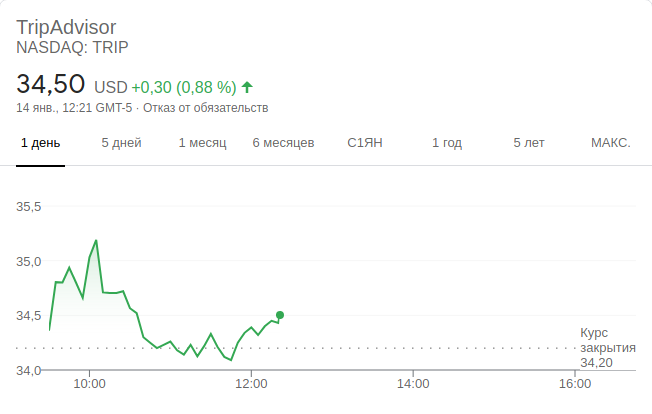 TripAdvisor
NASDAQ: TRIP
34,50 USD +0,30 (0,88 %)
14 янв., 12:21 GMT-5 · Отказ от обязательств
1 день 5 дней 1 месяц 6 месяцев С1ЯН 1 год 5 лет МАКС.
35,5
35,0
34,5
34,0
Курс
закрытия
34,20
10:00 12:00 14:00 16:00